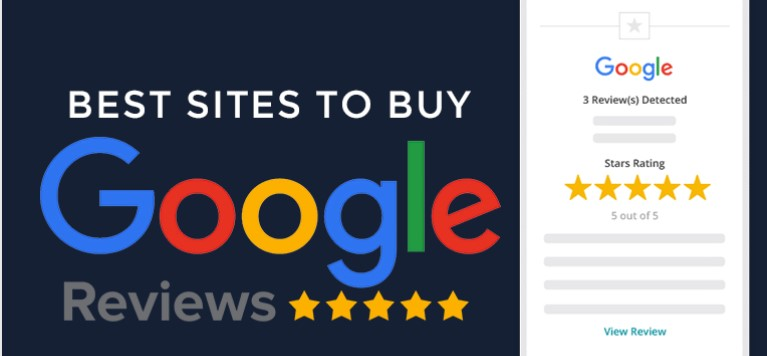 BEST SITES TO BUY
Google
Reviews
Google
3 Review(s) Detected
Stars Rating
5 out of 5
View Review